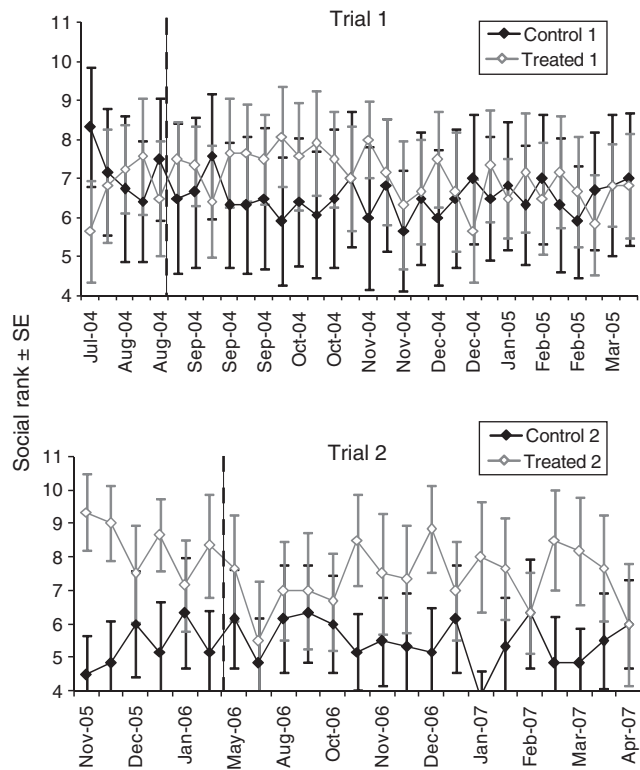 Trial 1
Control 1
Treated 1
11
10
9
8
7
6
5
4
Jul-04
Aug-04
Aug-04
Sep-04
Sep-04
Sep-04
Oct-04
Oct-04
Nov-04
Nov-04
Dec-04
Dec-04
Jan-05
Feb-05
Feb-05
Mar-05
Social rank ± SE
Trial 2
Control 2
Treated 2
11
10
9
8
7
6
5
4
Nov-05
Dec-05
Jan-06
May-06
Aug-06
Oct-06
Oct-06
Nov-06
Jan-07
Feb-07
Mar-07
Apr-07